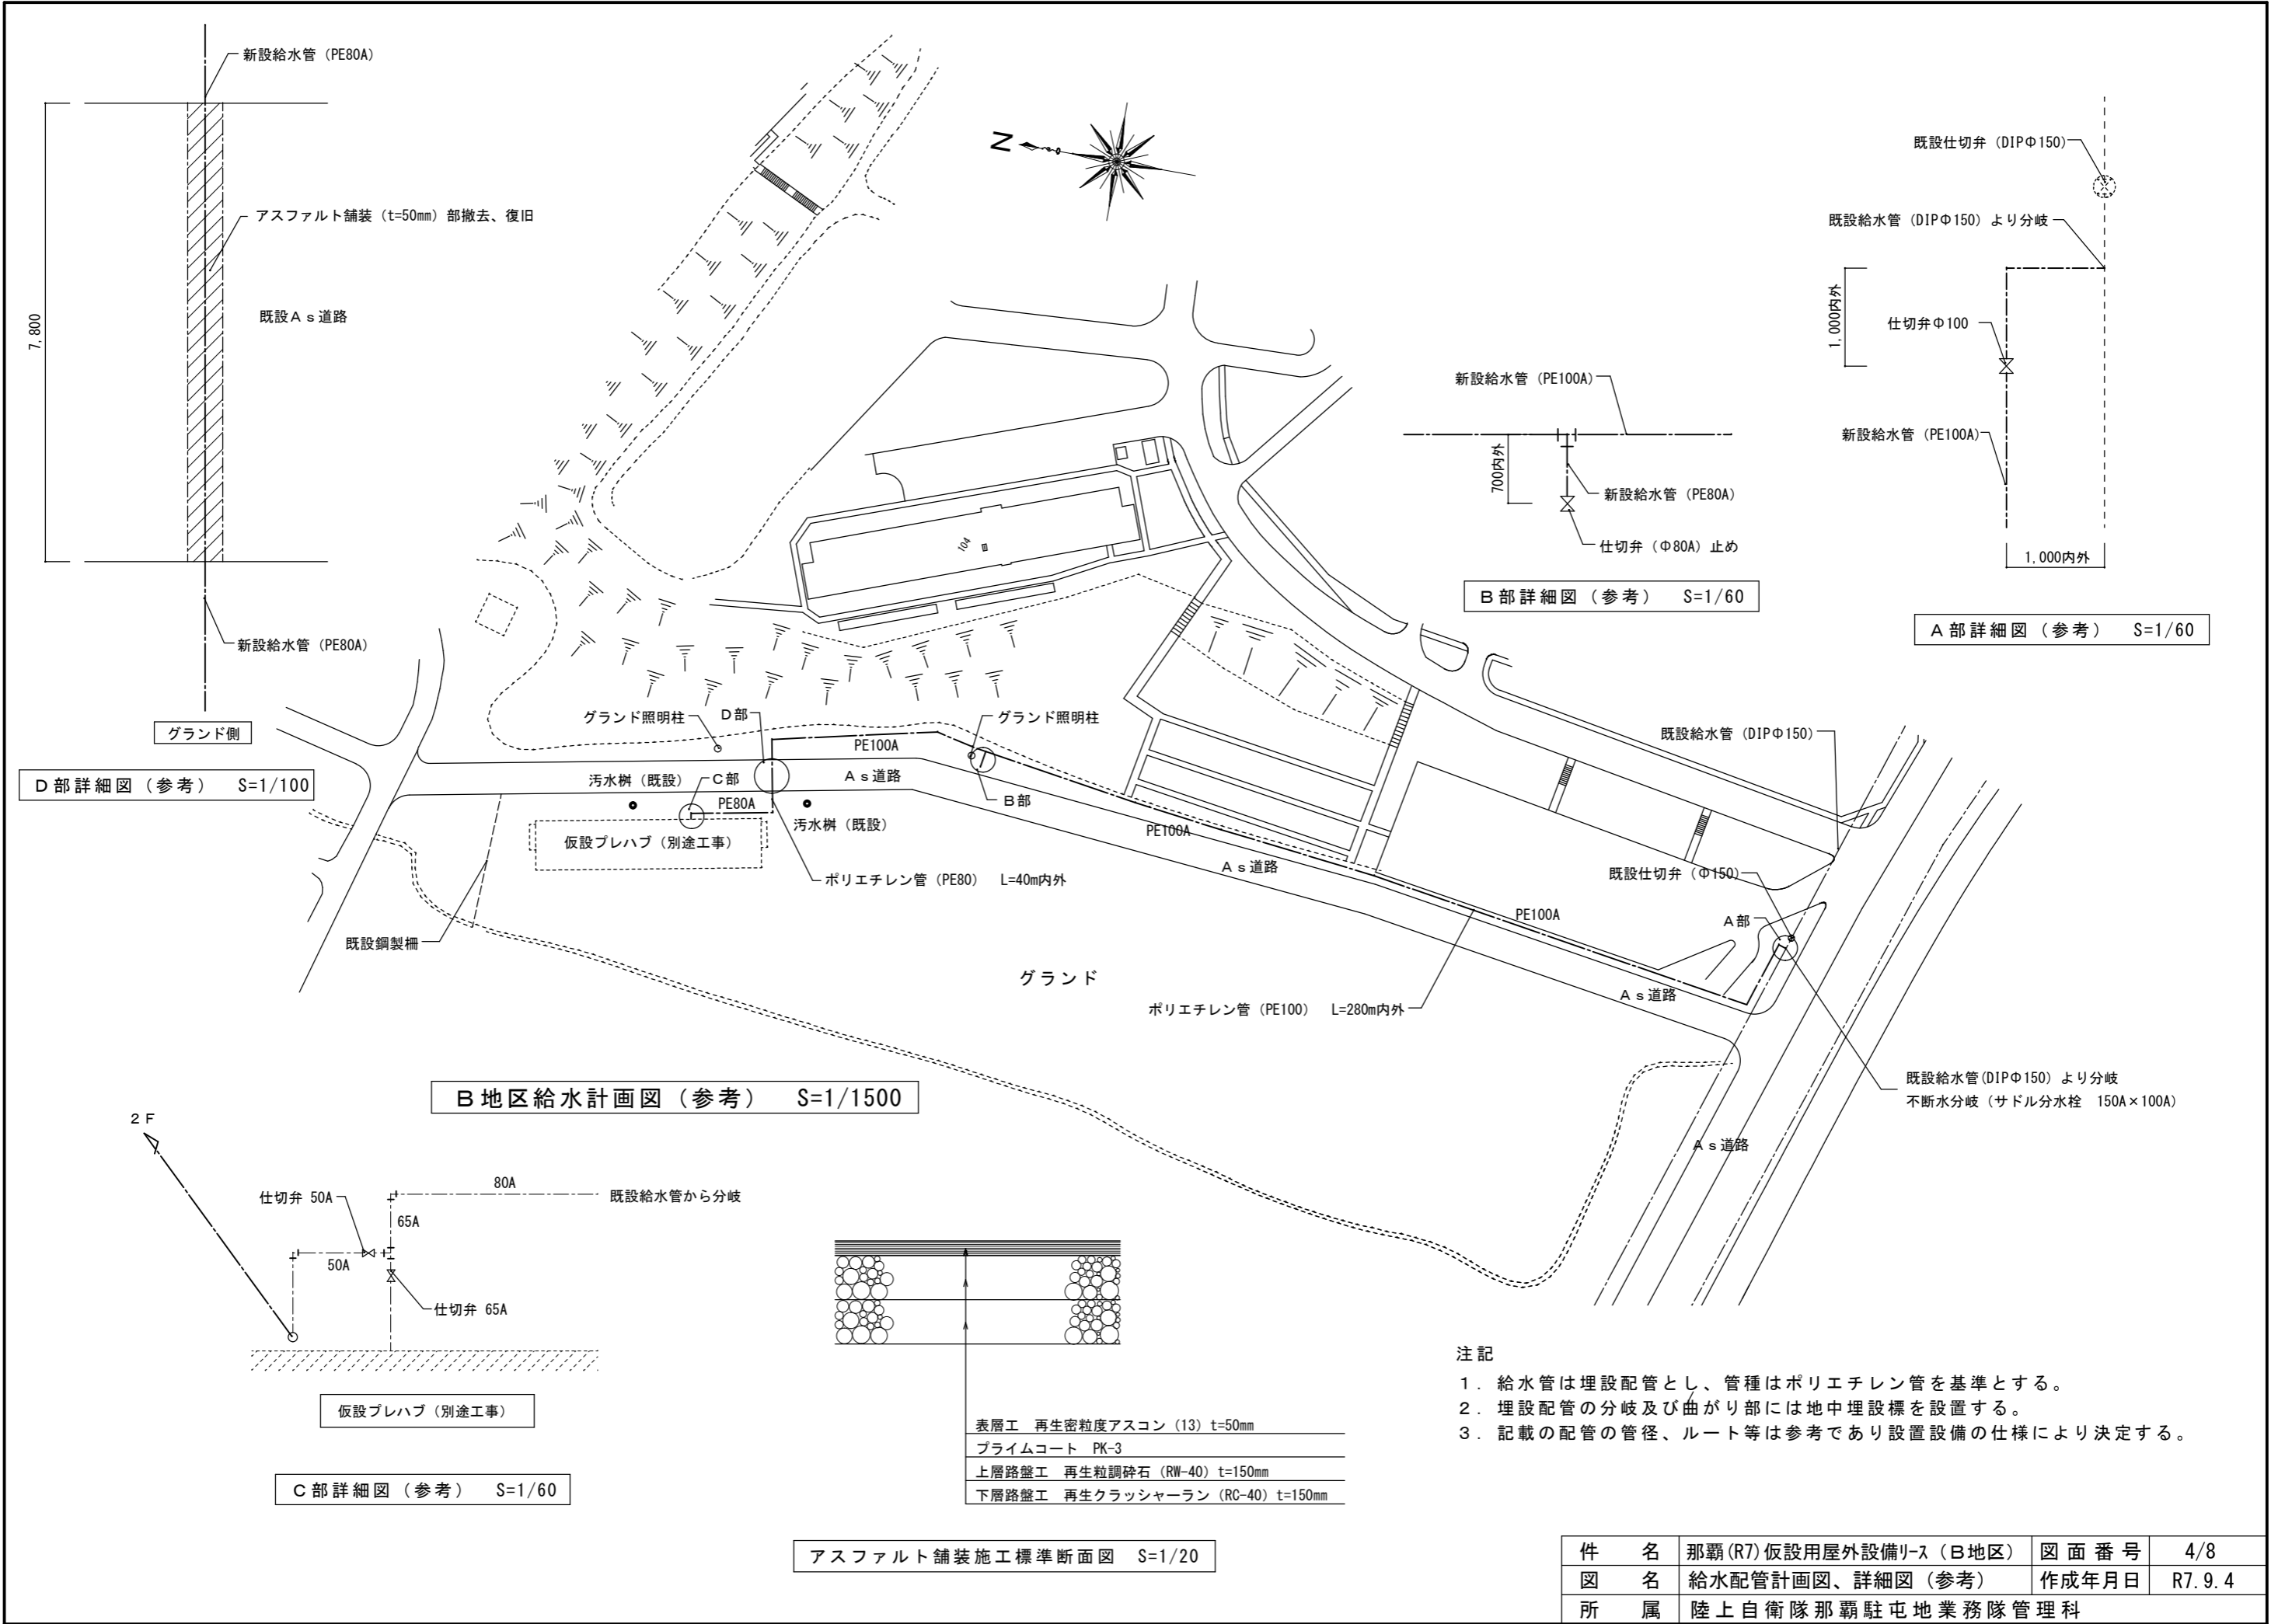 新設給水管（PE80A）
7,800
アスファルト舗装（t=50mm）部撤去、復旧
既設Ａｓ道路
新設給水管（PE80A）
グランド側
Ｄ部詳細図（参考）　S=1/100
N
既設仕切弁（DIPΦ150）
既設給水管（DIPΦ150）より分岐
1,000内外
仕切弁Φ100
新設給水管（PE100A）
1,000内外
Ａ部詳細図（参考）　S=1/60
新設給水管（PE100A）
700内外
新設給水管（PE80A）
仕切弁（Φ80A）止め
Ｂ部詳細図（参考）　S=1/60
104
グランド照明柱
Ｄ部
グランド照明柱
PE100A
汚水桝（既設）
Ｃ部
Ａｓ道路
PE80A
Ｂ部
汚水桝（既設）
仮設プレハブ（別途工事）
ポリエチレン管（PE80）　L=40m内外
PE100A
Ａｓ道路
既設給水管（DIPΦ150）
既設仕切弁（Φ150）
PE100A
Ａ部
既設鋼製柵
グランド
Ａｓ道路
ポリエチレン管（PE100）　L=280m内外
既設給水管(DIPΦ150）より分岐
不断水分岐（サドル分水栓　150A×100A）
Ａｓ道路
Ｂ地区給水計画図（参考）　S=1/1500
２Ｆ
仕切弁 50A
80A
既設給水管から分岐
65A
50A
仕切弁 65A
仮設プレハブ（別途工事）
Ｃ部詳細図（参考）　S=1/60
表層工　再生密粒度アスコン（13）t=50mm
プライムコート　PK-3
上層路盤工　再生粒調砕石（RW-40）t=150mm
下層路盤工　再生クラッシャーラン（RC-40）t=150mm
アスファルト舗装施工標準断面図　S=1/20
注記
１．給水管は埋設配管とし、管種はポリエチレン管を基準とする。
２．埋設配管の分岐及び曲がり部には地中埋設標を設置する。
３．記載の配管の管径、ルート等は参考であり設置設備の仕様により決定する。
件名　那覇(R7)仮設用屋外設備ﾘｰｽ（Ｂ地区）　図面番号　4/8
図名　給水配管計画図、詳細図（参考）　作成年月日　R7.9.4
所属　陸上自衛隊那覇駐屯地業務隊管理科